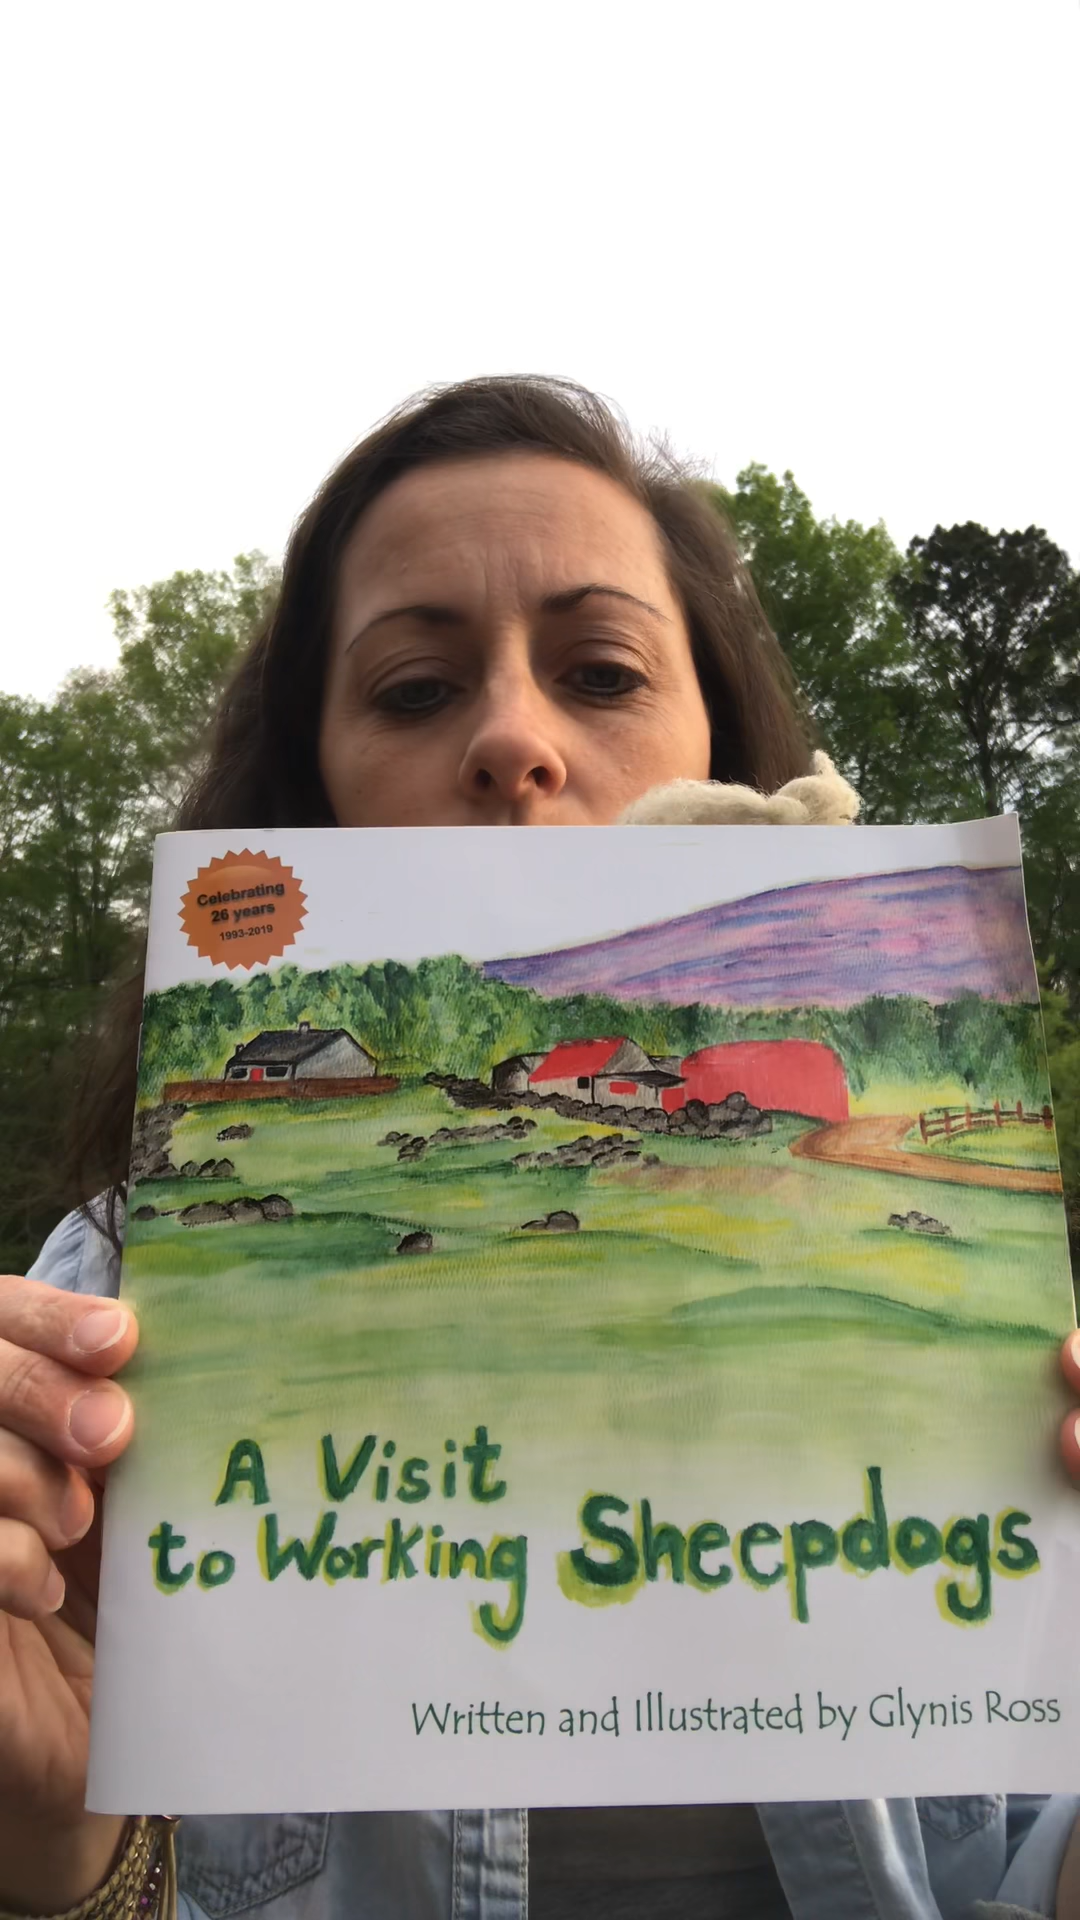 Celebrating
26 years
1993-2019
A Visit
to Working Sheepdogs
Written and Illustrated by Glynis Ross